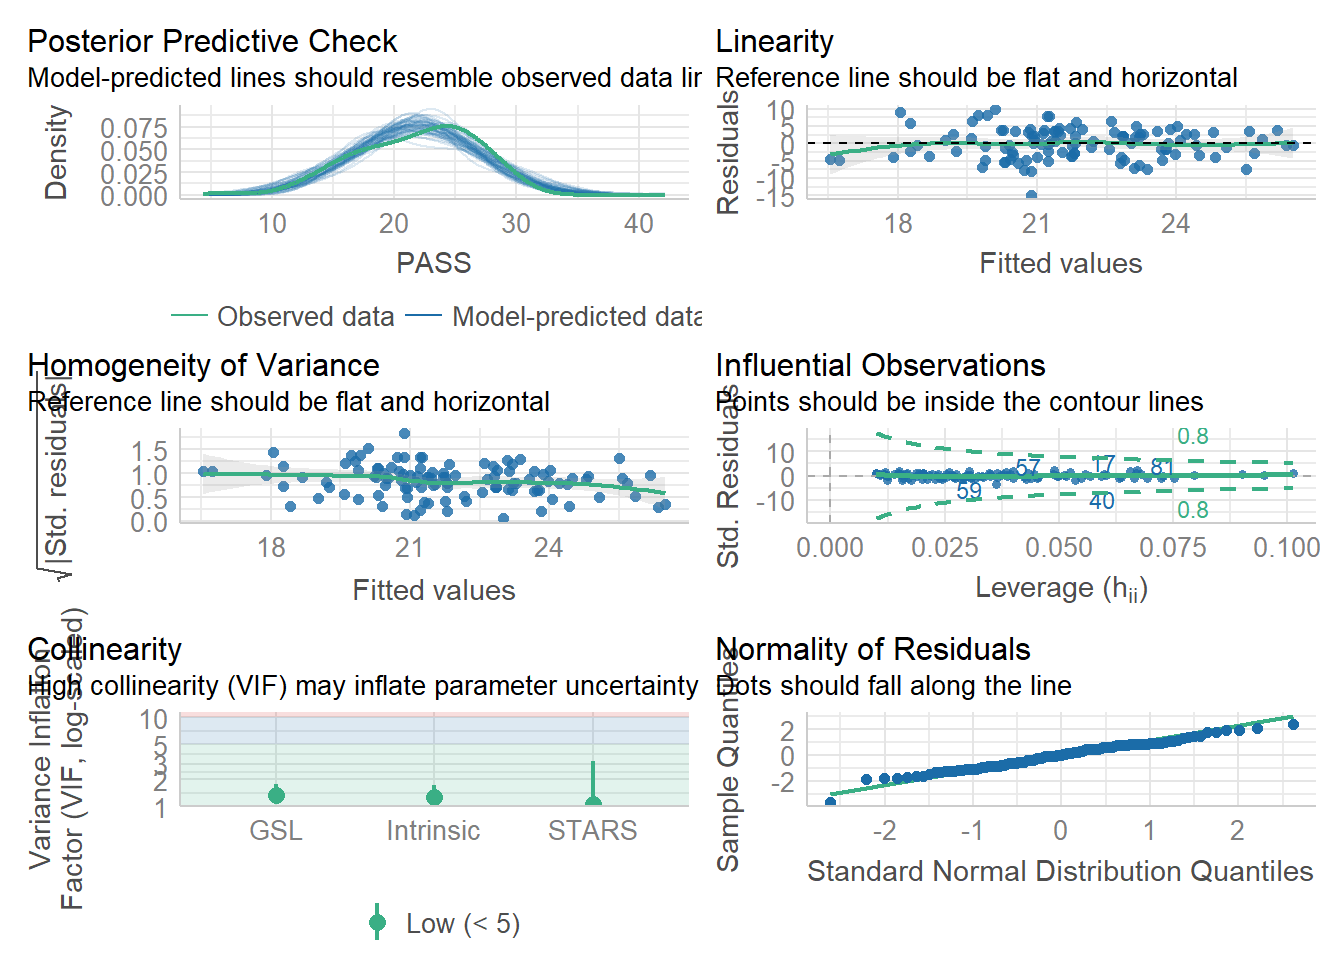 Posterior Predictive Check
Model-predicted lines should resemble observed data lin
Density
0.075
0.050
0.025
0.000
10 20 30 40
PASS
Observed data Model-predicted data
Linearity
Reference line should be flat and horizontal
Residuals
10
5
0
-5
-10
-15
18 21 24
Fitted values
Homogeneity of Variance
Reference line should be flat and horizontal
√|Std. residuals|
1.5
1.0
0.5
0.0
18 21 24
Fitted values
Influential Observations
Points should be inside the contour lines
Std. Residuals
10
0
-10
0.8
57 17 81
59 40
0.8
0.000 0.025 0.050 0.075 0.100
Leverage (hii)
Collinearity
High collinearity (VIF) may inflate parameter uncertainty
Variance Inflation
Factor (VIF, log-scaled)
10
5
3
2
1
GSL Intrinsic STARS
Low (< 5)
Normality of Residuals
Dots should fall along the line
Sample Quantiles
2
0
-2
-2 -1 0 1 2
Standard Normal Distribution Quantiles